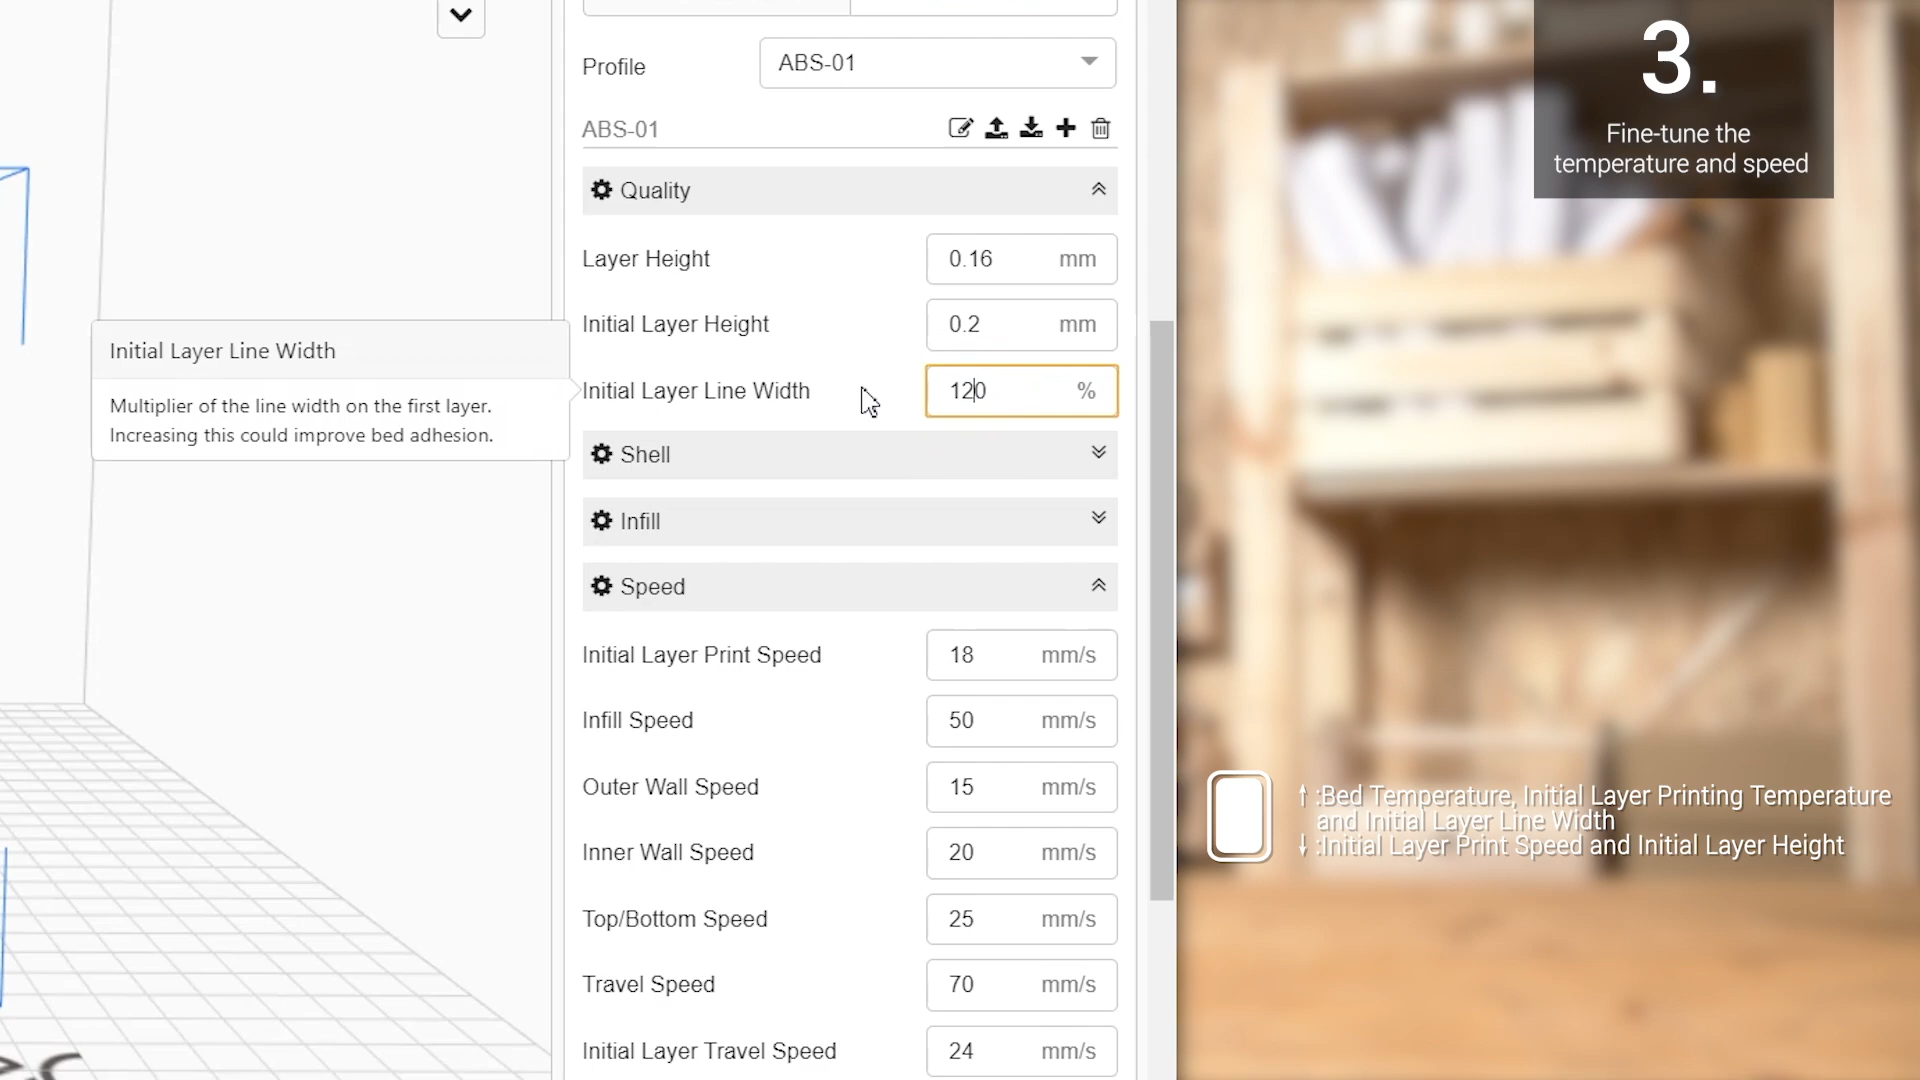 Profile
ABS-01
ABS-01
Quality
Layer Height
0.16 mm
Initial Layer Height
0.2 mm
Initial Layer Line Width
120 %
Initial Layer Line Width
Multiplier of the line width on the first layer.
Increasing this could improve bed adhesion.
Shell
Infill
Speed
Initial Layer Print Speed
18 mm/s
Infill Speed
50 mm/s
Outer Wall Speed
15 mm/s
Inner Wall Speed
20 mm/s
Top/Bottom Speed
25 mm/s
Travel Speed
70 mm/s
Initial Layer Travel Speed
24 mm/s
3.
Fine-tune the
temperature and speed
↑ :Bed Temperature, Initial Layer Printing Temperature
and Initial Layer Line Width
↓ :Initial Layer Print Speed and Initial Layer Height